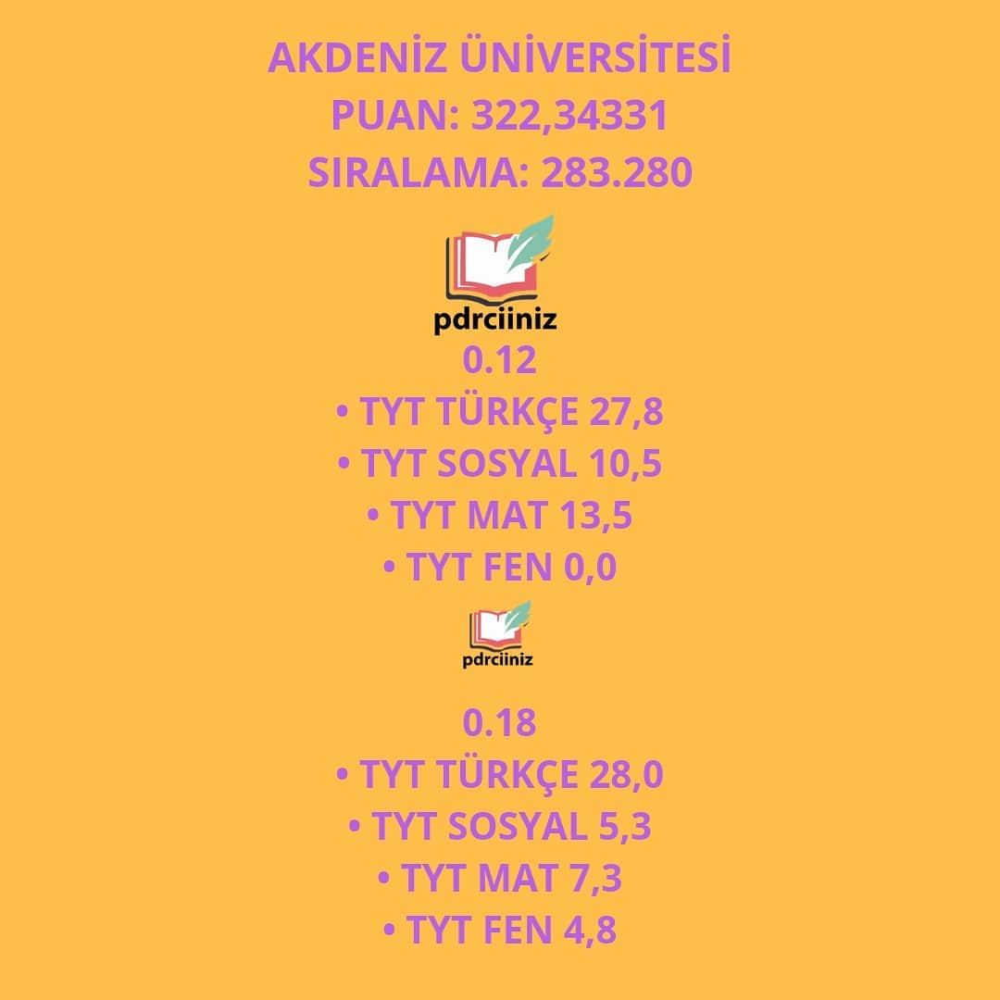 AKDENİZ ÜNİVERSİTESİ
PUAN: 322,34331
SIRALAMA: 283.280
pdrciiniz
0.12
• TYT TÜRKÇE 27,8
• TYT SOSYAL 10,5
• TYT MAT 13,5
• TYT FEN 0,0
pdrciiniz
0.18
• TYT TÜRKÇE 28,0
• TYT SOSYAL 5,3
• TYT MAT 7,3
• TYT FEN 4,8